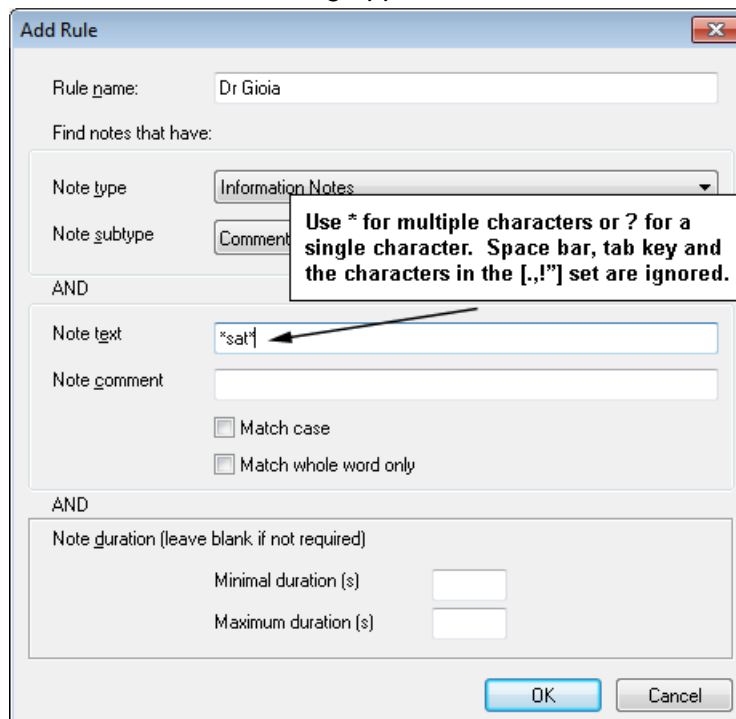 Add Rule
Rule name: Dr Gioia
Find notes that have:
Note type Information Notes
Note subtype Comment
Use * for multiple characters or ? for a
single character. Space bar, tab key and
the characters in the [.,!”] set are ignored.
AND
Note text *sat*
Note comment
Match case
Match whole word only
AND
Note duration (leave blank if not required)
Minimal duration (s)
Maximum duration (s)
OK Cancel